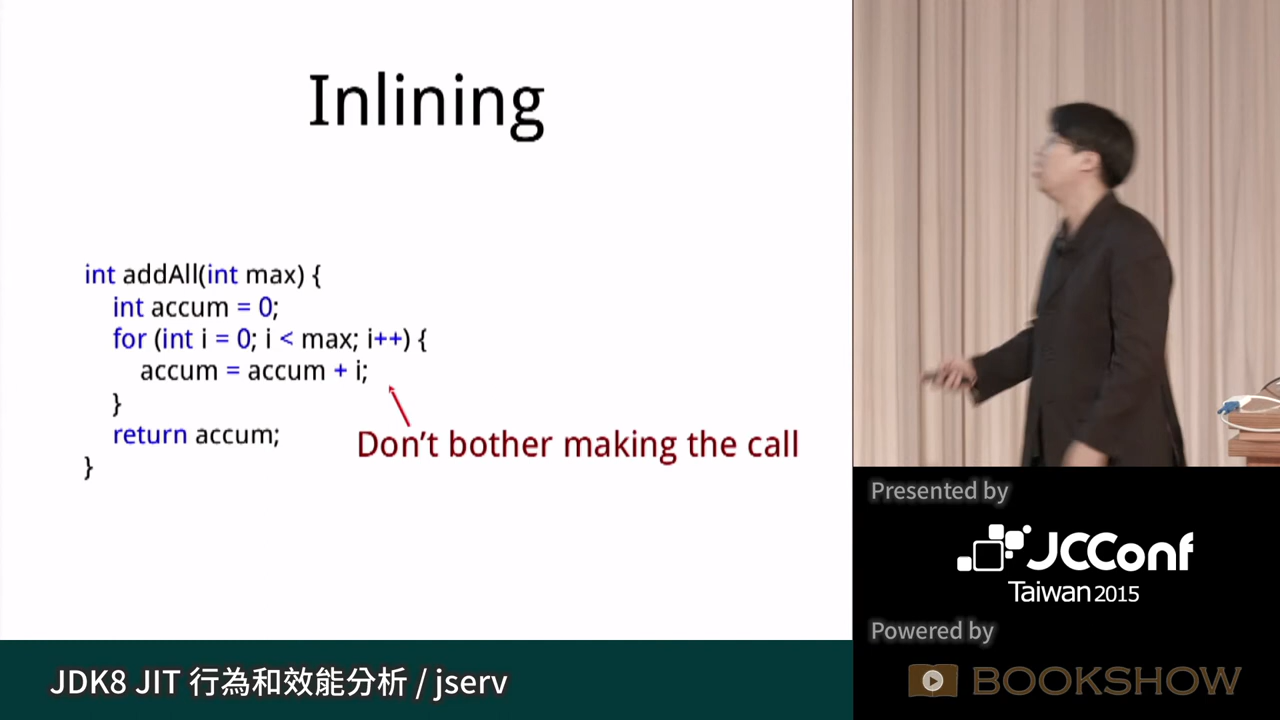 Inlining
int addAll(int max) {
int accum = 0;
for (int i = 0; i < max; i++) {
accum = accum + i;
}
return accum;
}
Don't bother making the call
Presented by
JCConf
Taiwan 2015
Powered by
BOOKSHOW
JDK8 JIT 行為和效能分析 / jserv